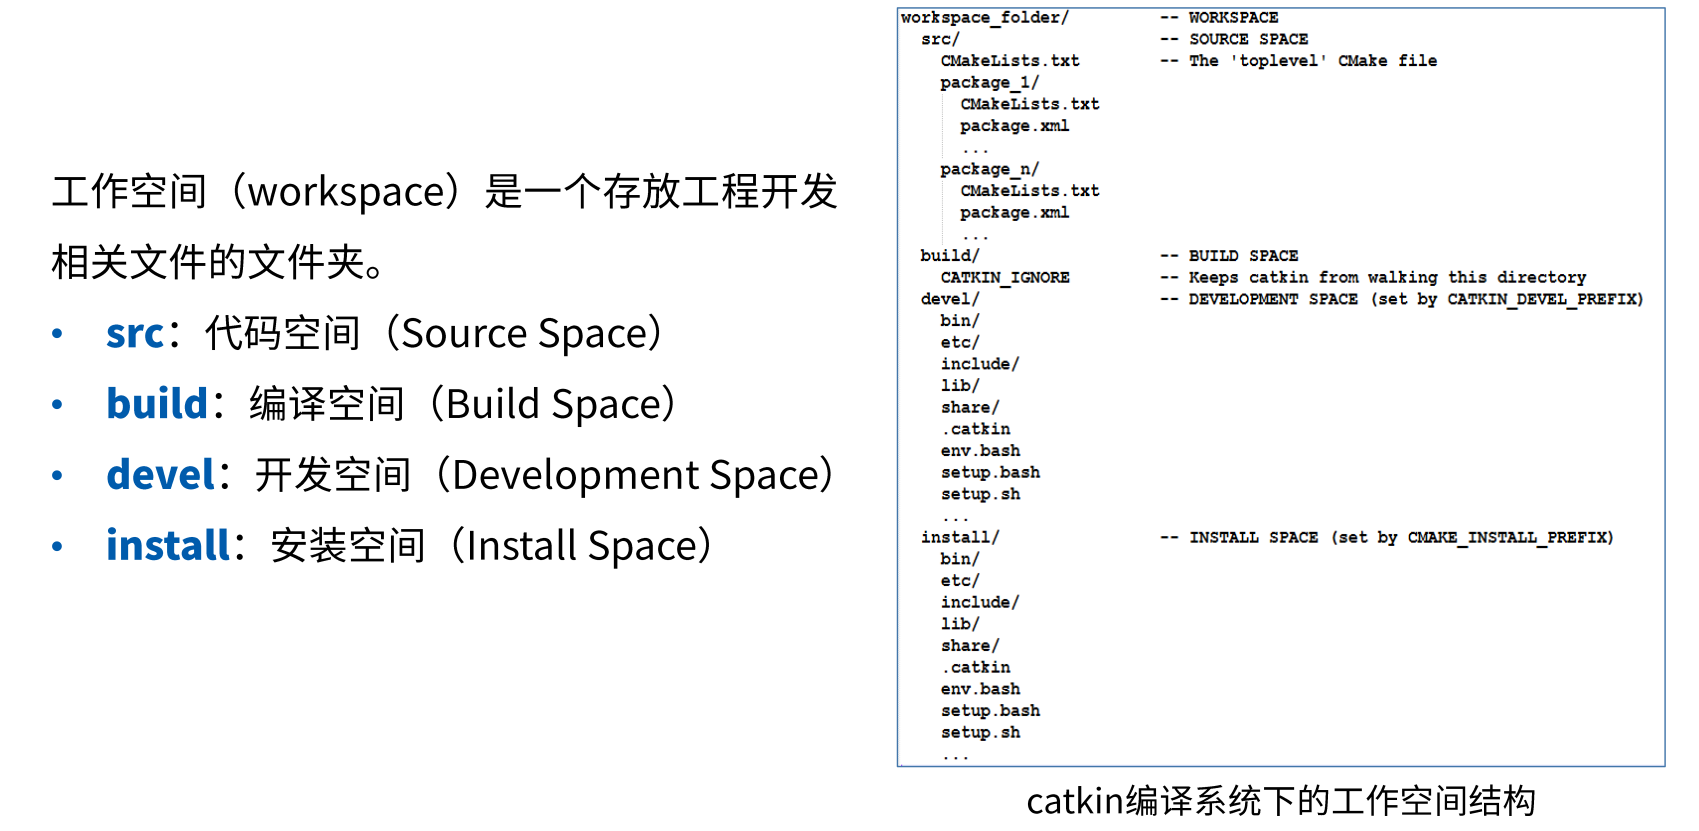 工作空间（workspace）是一个存放工程开发
相关文件的文件夹。
• src：代码空间（Source Space）
• build：编译空间（Build Space）
• devel：开发空间（Development Space）
• install：安装空间（Install Space）
workspace_folder/ -- WORKSPACE
src/ -- SOURCE SPACE
CMakeLists.txt -- The 'toplevel' CMake file
package_1/
CMakeLists.txt
package.xml
...
package_n/
CMakeLists.txt
package.xml
...
build/ -- BUILD SPACE
CATKIN_IGNORE -- Keeps catkin from walking this directory
devel/ -- DEVELOPMENT SPACE (set by CATKIN_DEVEL_PREFIX)
bin/
etc/
include/
lib/
share/
.catkin
env.bash
setup.bash
setup.sh
...
install/ -- INSTALL SPACE (set by CMAKE_INSTALL_PREFIX)
bin/
etc/
include/
lib/
share/
.catkin
env.bash
setup.bash
setup.sh
...
catkin编译系统下的工作空间结构